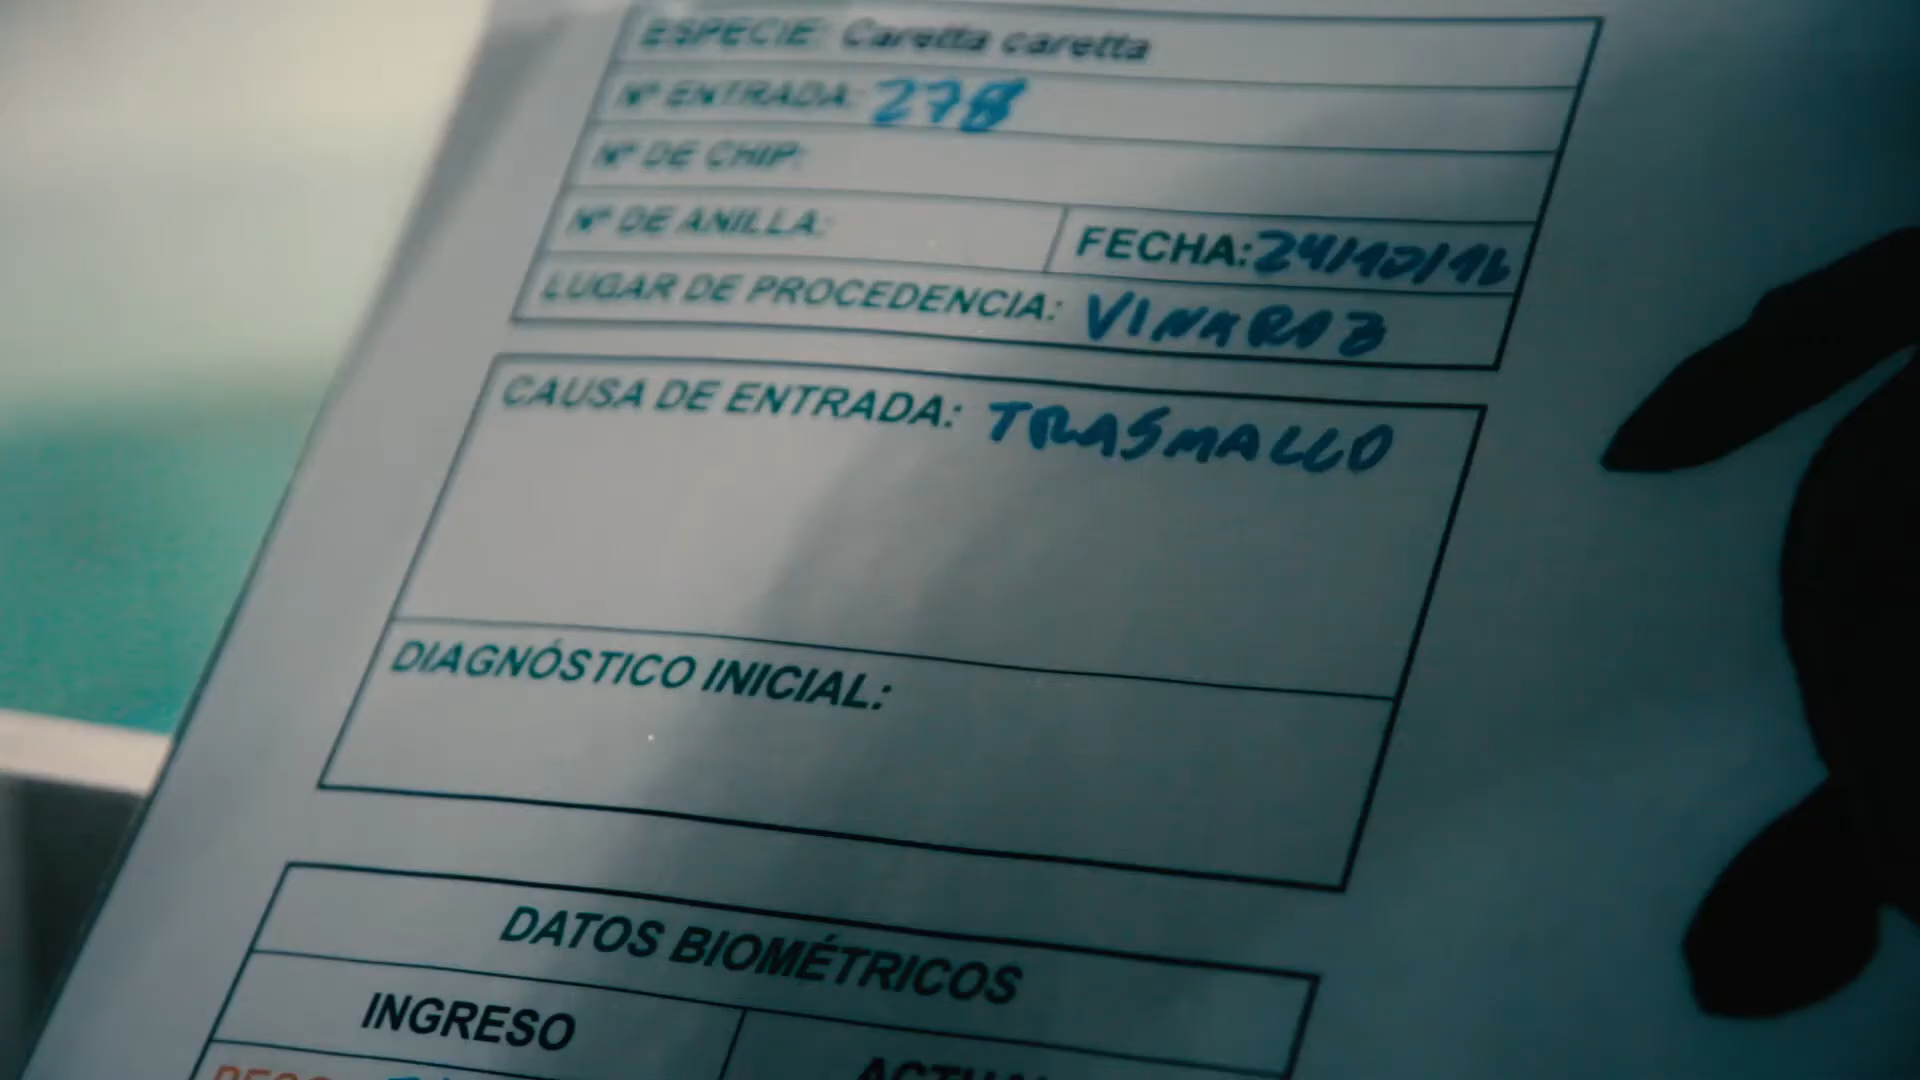 ESPECIE: Caretta caretta
Nº ENTRADA: 278
Nº DE CHIP:
Nº DE ANILLA: FECHA: 24/10/16
LUGAR DE PROCEDENCIA: VINAROZ
CAUSA DE ENTRADA: TRASMALLO
DIAGNÓSTICO INICIAL:
DATOS BIOMÉTRICOS
INGRESO